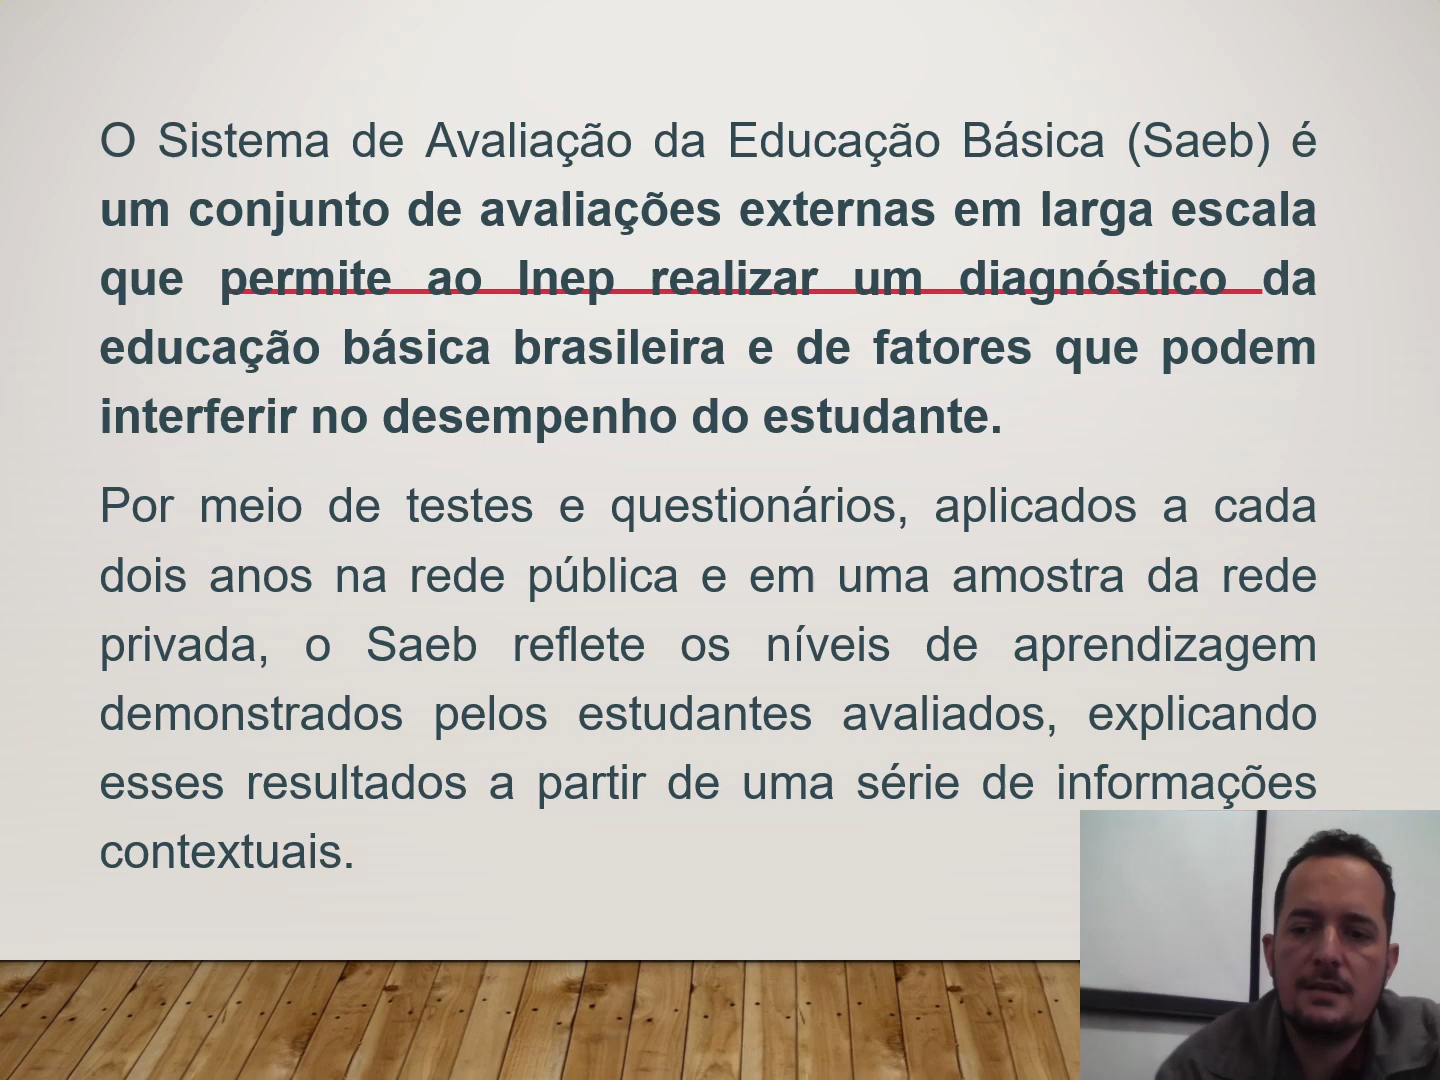 O Sistema de Avaliação da Educação Básica (Saeb) é
um conjunto de avaliações externas em larga escala
que permite ao Inep realizar um diagnóstico da
educação básica brasileira e de fatores que podem
interferir no desempenho do estudante.
Por meio de testes e questionários, aplicados a cada
dois anos na rede pública e em uma amostra da rede
privada, o Saeb reflete os níveis de aprendizagem
demonstrados pelos estudantes avaliados, explicando
esses resultados a partir de uma série de informações
contextuais.